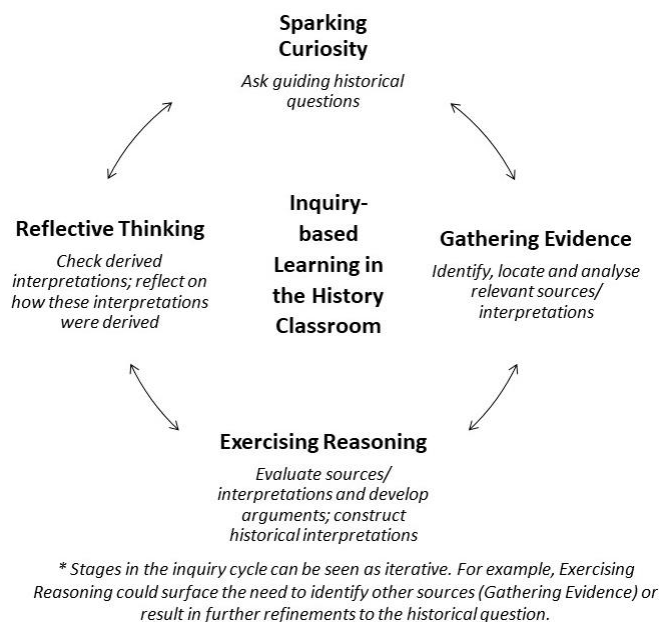 Sparking
Curiosity
Ask guiding historical
questions
Reflective Thinking
Check derived
interpretations; reflect on
how these interpretations
were derived
Inquiry-
based
Learning in
the History
Classroom
Gathering Evidence
Identify, locate and analyse
relevant sources/
interpretations
Exercising Reasoning
Evaluate sources/
interpretations and develop
arguments; construct
historical interpretations
* Stages in the inquiry cycle can be seen as iterative. For example, Exercising
Reasoning could surface the need to identify other sources (Gathering Evidence) or
result in further refinements to the historical question.